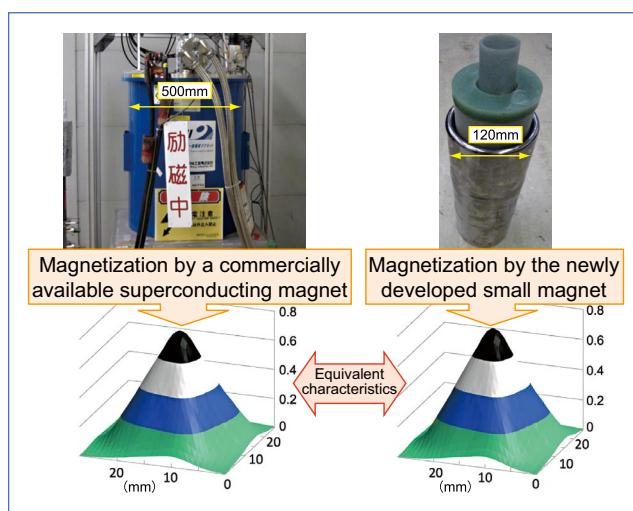 500mm
励
磁
中
120mm
Magnetization by a commercially
available superconducting magnet
Magnetization by the newly
developed small magnet
0.8
0.6
0.4
0.2
0
20
10
0
20
10
(mm)
Equivalent
characteristics
0.8
0.6
0.4
0.2
0
20
10
0
20
10
(mm)